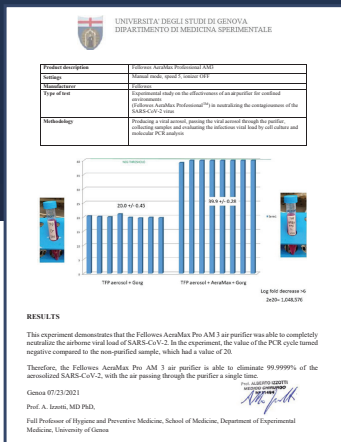 UNIVERSITA' DEGLI STUDI DI GENOVA
DIPARTIMENTO DI MEDICINA SPERIMENTALE
Product description Fellowes AeraMax Professional AM3
Settings Manual mode, speed 5, ionizer OFF
Manufacturer Fellowes
Type of test Experimental study on the effectiveness of an air purifier for confined
environments
(Fellowes AeraMax Professional™) in neutralizing the contagiousness of the
SARS-CoV-2 virus
Methodology Producing a viral aerosol, passing the viral aerosol through the purifier,
collecting samples and evaluating the infectious viral load by cell culture and
molecular PCR analysis
20.0 +/- 0.45
39.9 +/- 0.28
TFP aerosol + Gorg
TFP aerosol + AeraMax + Gorg
Log fold decrease >6
2e20= 1,048,576
RESULTS
This experiment demonstrates that the Fellowes AeraMax Pro AM 3 air purifier was able to completely
neutralize the airborne viral load of SARS-CoV-2. In the experiment, the value of the PCR cycle turned
negative compared to the non-purified sample, which had a value of 20.
Therefore, the Fellowes AeraMax Pro AM 3 air purifier is able to eliminate 99.9999% of the
aerosolized SARS-CoV-2, with the air passing through the purifier a single time.
Prof. ALBERTO IZZOTTI
MEDICO CHIRURGO
Genoa 07/23/2021
Prof. A. Izzotti, MD PhD,
Full Professor of Hygiene and Preventive Medicine, School of Medicine, Department of Experimental
Medicine, University of Genoa